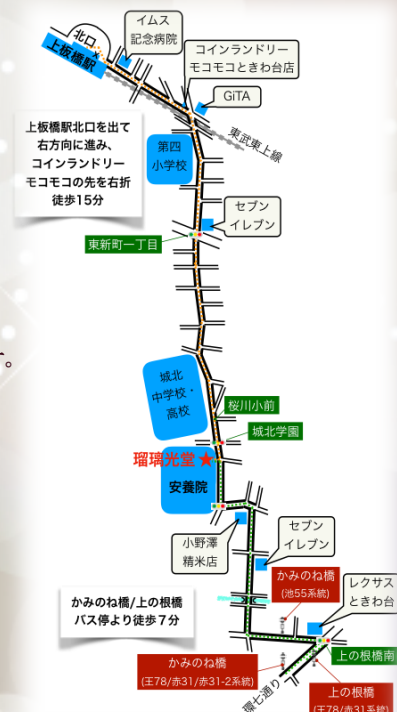 イムス
記念病院
北口
上板橋駅
コインランドリー
モコモコときわ台店
GiTA
東武東上線
上板橋駅北口を出て
右方向に進み、
コインランドリー
モコモコの先を右折
徒歩15分
第四
小学校
セブン
イレブン
東新町一丁目
。
城北
中学校・
高校
桜川小前
城北学園
瑠璃光堂★
安養院
小野澤
精米店
セブン
イレブン
かみのね橋
(池55系統)
レクサス
ときわ台
かみのね橋/上の根橋
バス停より徒歩７分
上の根橋南
かみのね橋
(王78/赤31/赤31-2系統)
環七通り
上の根橋
(王78/赤31系統)